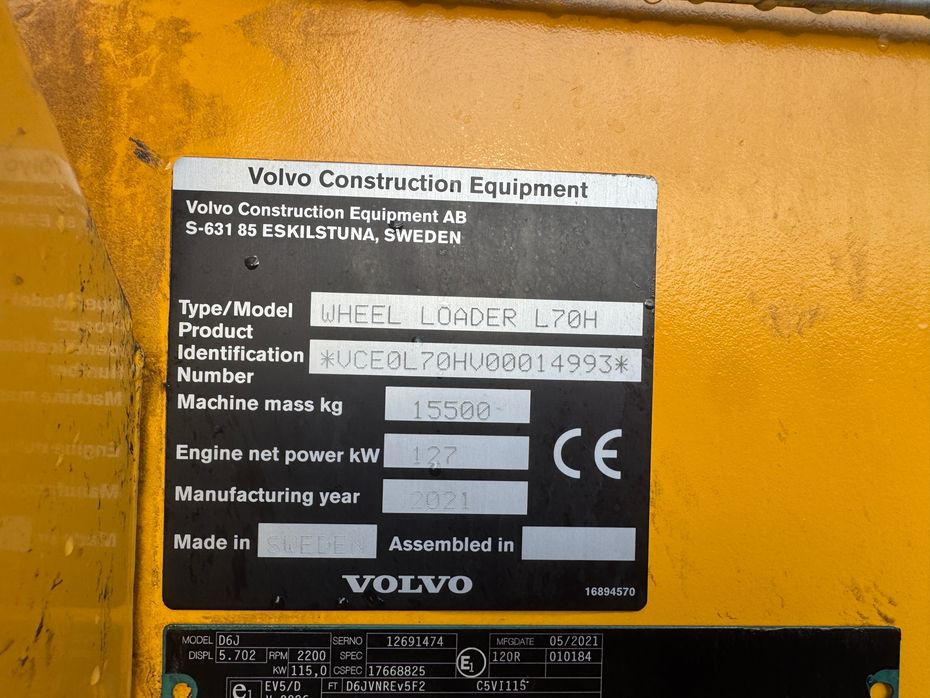 Volvo Construction Equipment
Volvo Construction Equipment AB
S-631 85 ESKILSTUNA, SWEDEN
Type/Model WHEEL LOADER L70H
Product
Identification *VCE0L70HV00014993*
Number
Machine mass kg 15500
Engine net power kW 127
Manufacturing year 2021
CE
Made in SWEDEN Assembled in
VOLVO
16894570
MODEL D6J SERNO 12691474 MFGDATE 05/2021
DISPL 5.702 RPM 2200 SPEC E1 120R 010184
KW 115,0 CSPEC 17668825
e1 EV5/D FT D6JVNREv5F2 C5VI115